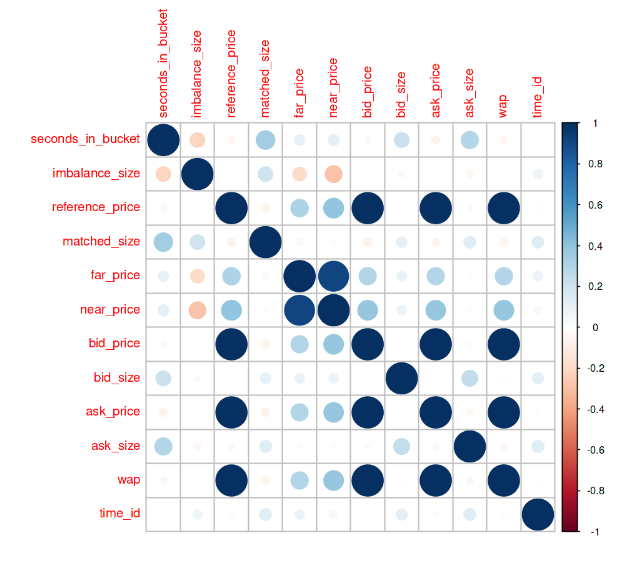 seconds_in_bucket
imbalance_size
reference_price
matched_size
far_price
near_price
bid_price
bid_size
ask_price
ask_size
wap
time_id
seconds_in_bucket
imbalance_size
reference_price
matched_size
far_price
near_price
bid_price
bid_size
ask_price
ask_size
wap
time_id
1
0.8
0.6
0.4
0.2
0
-0.2
-0.4
-0.6
-0.8
-1